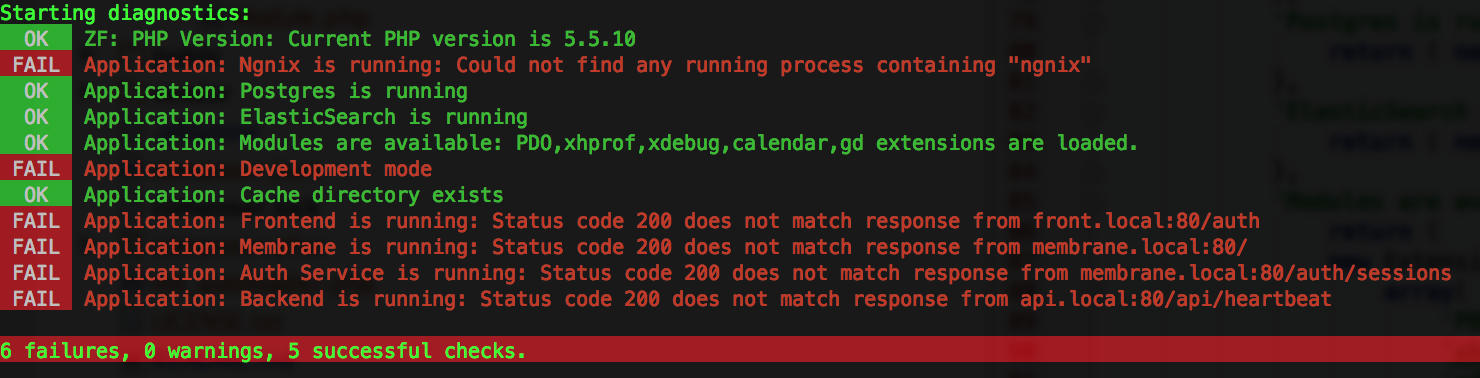 Starting diagnostics:
OK ZF: PHP Version: Current PHP version is 5.5.10
FAIL Application: Ngnix is running: Could not find any running process containing "ngnix"
OK Application: Postgres is running
OK Application: ElasticSearch is running
OK Application: Modules are available: PDO,xhprof,xdebug,calendar,gd extensions are loaded.
FAIL Application: Development mode
OK Application: Cache directory exists
FAIL Application: Frontend is running: Status code 200 does not match response from front.local:80/auth
FAIL Application: Membrane is running: Status code 200 does not match response from membrane.local:80/
FAIL Application: Auth Service is running: Status code 200 does not match response from membrane.local:80/auth/sessions
FAIL Application: Backend is running: Status code 200 does not match response from api.local:80/api/heartbeat
6 failures, 0 warnings, 5 successful checks.